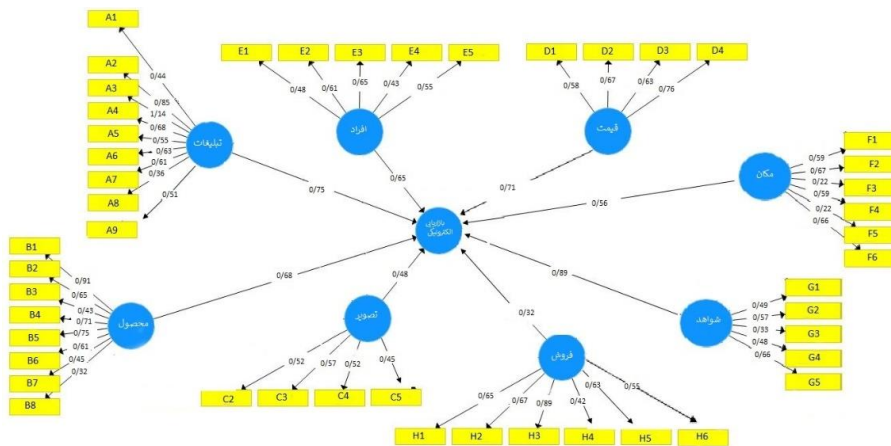 A1
A2
A3
A4
A5
A6
A7
A8
A9
0/44
0/85
1/14
0/68
0/55
0/63
0/61
0/36
0/51
تبلیغات
0/75
E1
E2
E3
E4
E5
0/48
0/61
0/65
0/43
0/55
افراد
0/65
D1
D2
D3
D4
0/58
0/67
0/63
0/76
قیمت
0/71
F1
F2
F3
F4
F5
F6
0/59
0/67
0/22
0/59
0/22
0/66
مکان
0/56
بازاریابی
الکترونیکی
B1
B2
B3
B4
B5
B6
B7
B8
0/91
0/65
0/43
0/71
0/75
0/61
0/45
0/32
محصول
0/68
تصویر
0/48
0/52
0/57
0/52
0/45
C2
C3
C4
C5
فروش
0/32
0/65
0/67
0/89
0/42
0/63
0/55
H1
H2
H3
H4
H5
H6
شواهد
0/89
0/49
0/57
0/33
0/48
0/66
G1
G2
G3
G4
G5